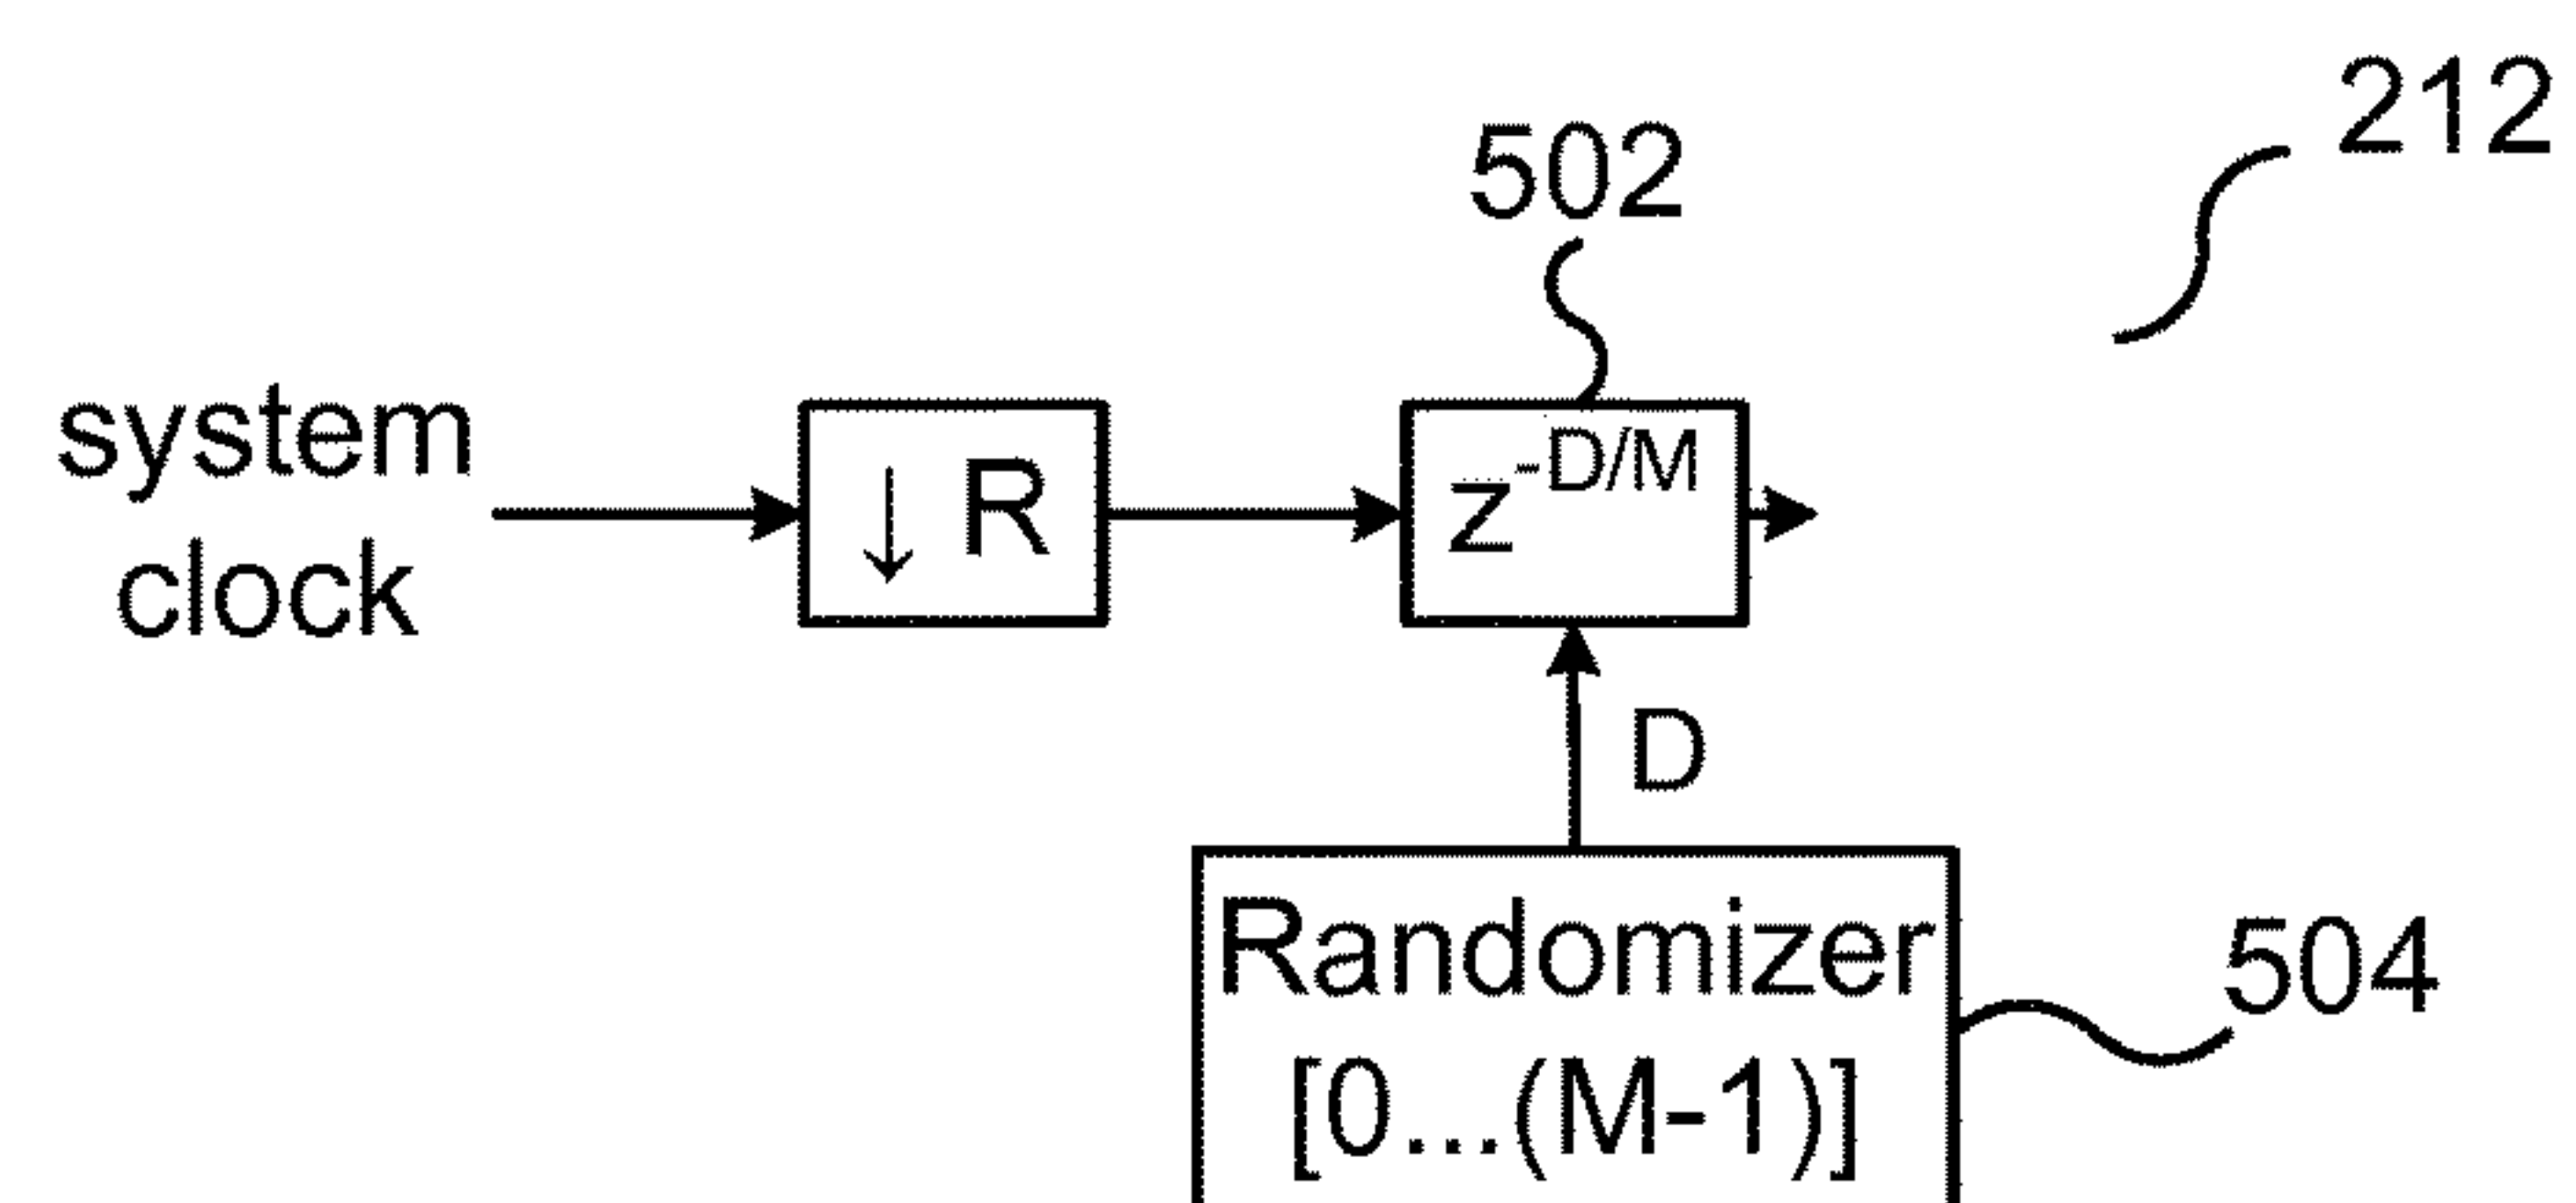 212
502
system
clock
↓ R
z-D/M
D
Randomizer
[0...(M-1)]
504